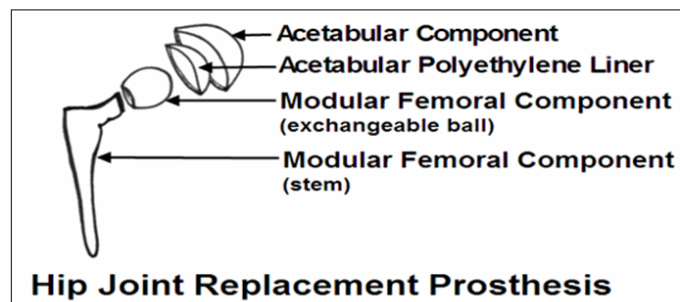 Acetabular Component
Acetabular Polyethylene Liner
Modular Femoral Component
(exchangeable ball)
Modular Femoral Component
(stem)
Hip Joint Replacement Prosthesis